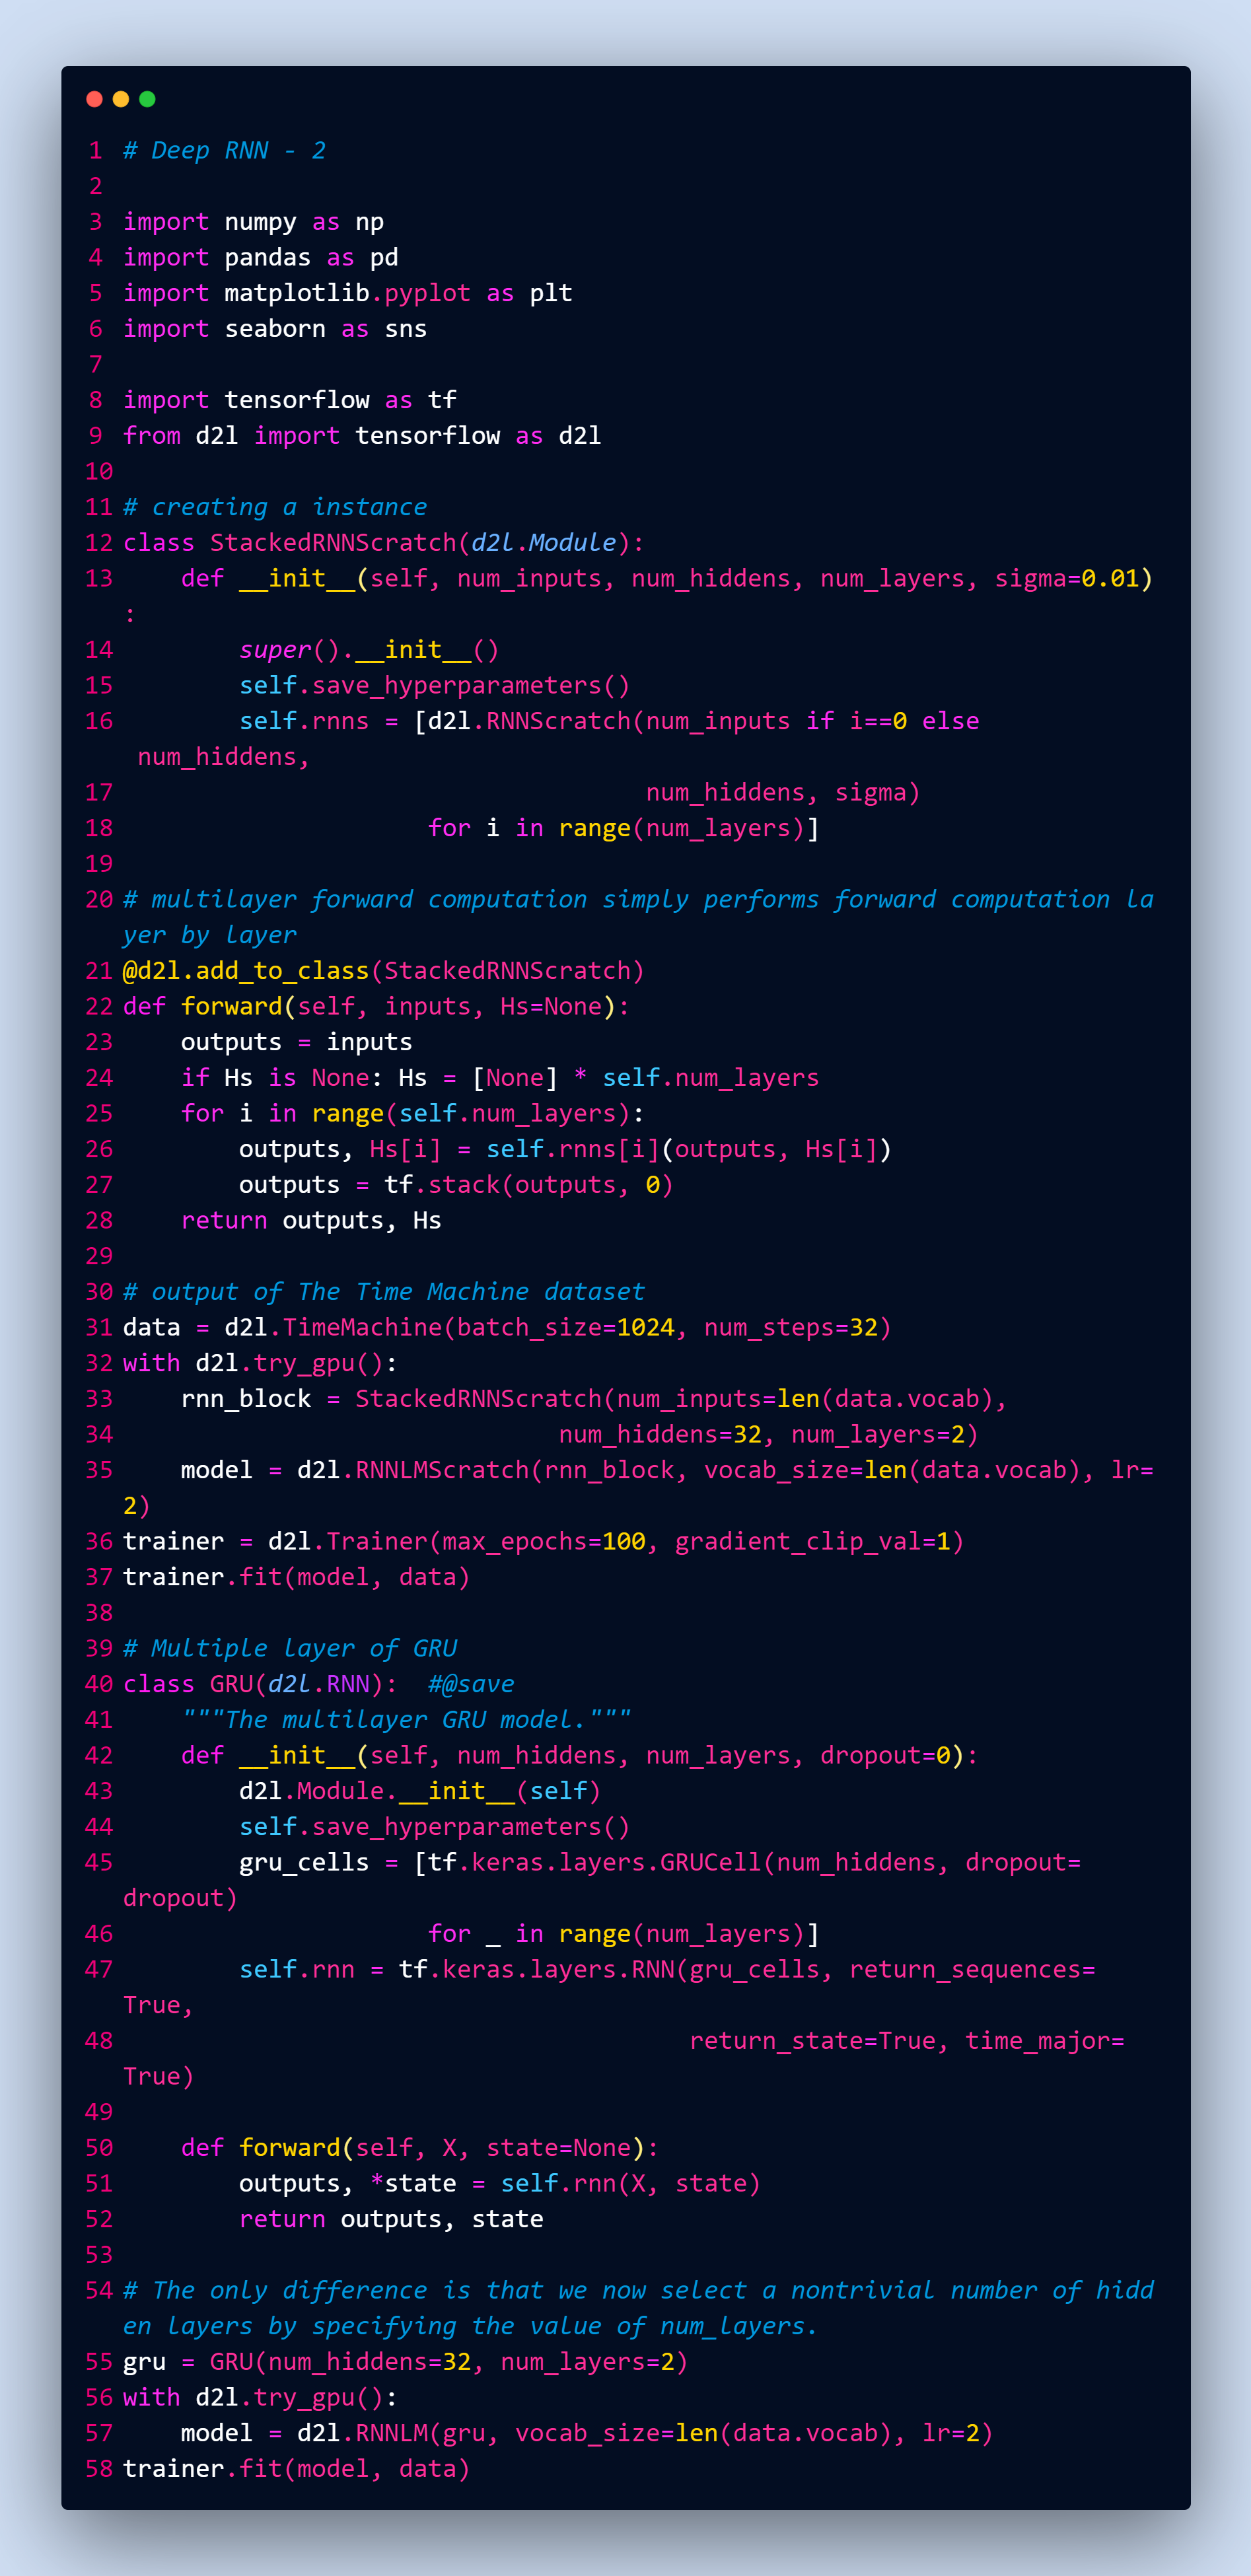 1 # Deep RNN - 2
2
3 import numpy as np
4 import pandas as pd
5 import matplotlib.pyplot as plt
6 import seaborn as sns
7
8 import tensorflow as tf
9 from d2l import tensorflow as d2l
10
11 # creating a instance
12 class StackedRNNScratch(d2l.Module):
13     def __init__(self, num_inputs, num_hiddens, num_layers, sigma=0.01)
:
14         super().__init__()
15         self.save_hyperparameters()
16         self.rnns = [d2l.RNNScratch(num_inputs if i==0 else
 num_hiddens,
17                                     num_hiddens, sigma)
18                      for i in range(num_layers)]
19
20 # multilayer forward computation simply performs forward computation la
yer by layer
21 @d2l.add_to_class(StackedRNNScratch)
22 def forward(self, inputs, Hs=None):
23     outputs = inputs
24     if Hs is None: Hs = [None] * self.num_layers
25     for i in range(self.num_layers):
26         outputs, Hs[i] = self.rnns[i](outputs, Hs[i])
27         outputs = tf.stack(outputs, 0)
28     return outputs, Hs
29
30 # output of The Time Machine dataset
31 data = d2l.TimeMachine(batch_size=1024, num_steps=32)
32 with d2l.try_gpu():
33     rnn_block = StackedRNNScratch(num_inputs=len(data.vocab),
34                               num_hiddens=32, num_layers=2)
35     model = d2l.RNNLMScratch(rnn_block, vocab_size=len(data.vocab), lr=
2)
36 trainer = d2l.Trainer(max_epochs=100, gradient_clip_val=1)
37 trainer.fit(model, data)
38
39 # Multiple layer of GRU
40 class GRU(d2l.RNN):  #@save
41     """The multilayer GRU model."""
42     def __init__(self, num_hiddens, num_layers, dropout=0):
43         d2l.Module.__init__(self)
44         self.save_hyperparameters()
45         gru_cells = [tf.keras.layers.GRUCell(num_hiddens, dropout=
dropout)
46                      for _ in range(num_layers)]
47         self.rnn = tf.keras.layers.RNN(gru_cells, return_sequences=
True,
48                                        return_state=True, time_major=
True)
49
50     def forward(self, X, state=None):
51         outputs, *state = self.rnn(X, state)
52         return outputs, state
53
54 # The only difference is that we now select a nontrivial number of hidd
en layers by specifying the value of num_layers.
55 gru = GRU(num_hiddens=32, num_layers=2)
56 with d2l.try_gpu():
57     model = d2l.RNNLM(gru, vocab_size=len(data.vocab), lr=2)
58 trainer.fit(model, data)